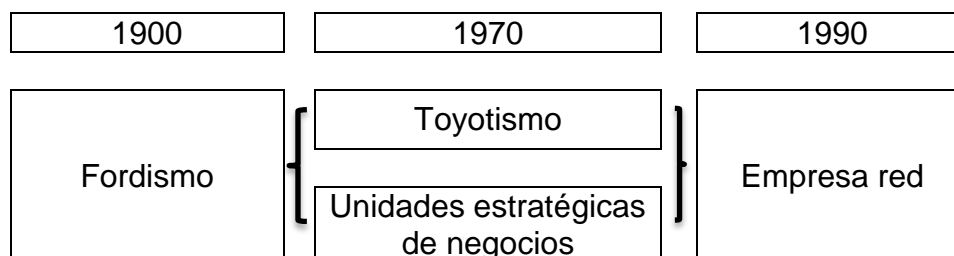 1900
1970
1990
Fordismo
Toyotismo
Unidades estratégicas
de negocios
Empresa red